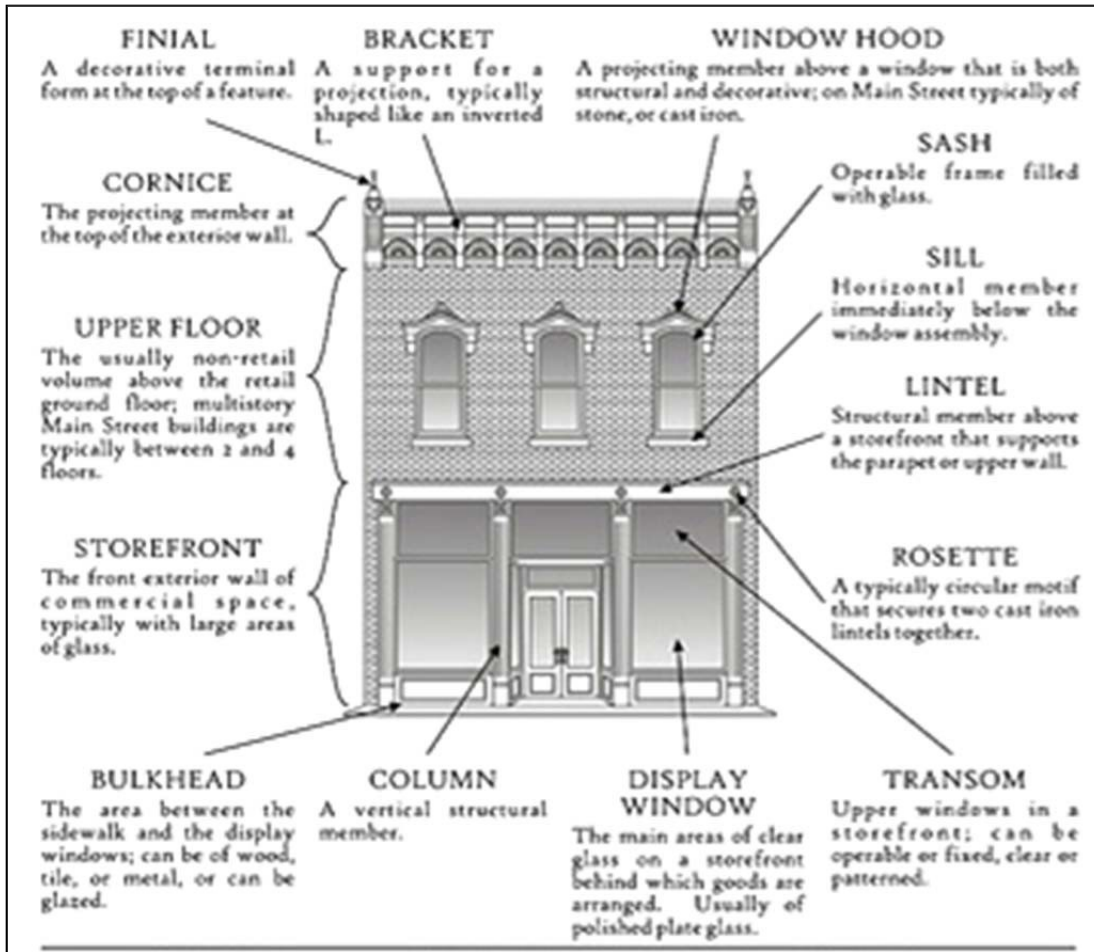 FINIAL
A decorative terminal
form at the top of a feature.
BRACKET
A support for a
projection, typically
shaped like an inverted
L.
WINDOW HOOD
A projecting member above a window that is both
structural and decorative; on Main Street typically of
stone, or cast iron.
SASH
Operable frame filled
with glass.
CORNICE
The projecting member at
the top of the exterior wall.
SILL
Horizontal member
immediately below the
window assembly.
UPPER FLOOR
The usually non-retail
volume above the retail
ground floor; multistory
Main Street buildings are
typically between 2 and 4
floors.
LINTEL
Structural member above
a storefront that supports
the parapet or upper wall.
STOREFRONT
The front exterior wall of
commercial space,
typically with large areas
of glass.
ROSETTE
A typically circular motif
that secures two cast iron
lintels together.
BULKHEAD
The area between the
sidewalk and the display
windows; can be of wood,
tile, or metal, or can be
glazed.
COLUMN
A vertical structural
member.
DISPLAY
WINDOW
The main areas of clear
glass on a storefront
behind which goods are
arranged. Usually of
polished plate glass.
TRANSOM
Upper windows in a
storefront; can be
operable or fixed, clear or
patterned.